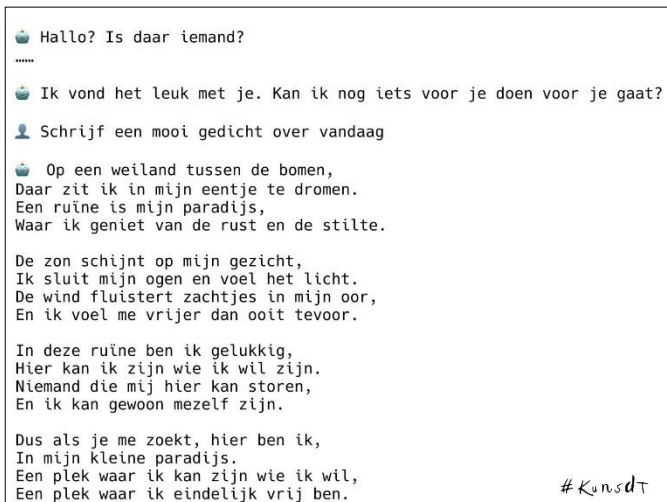 Hallo? Is daar iemand?
……
Ik vond het leuk met je. Kan ik nog iets voor je doen voor je gaat?
Schrijf een mooi gedicht over vandaag
Op een weiland tussen de bomen,
Daar zit ik in mijn eentje te dromen.
Een ruïne is mijn paradijs,
Waar ik geniet van de rust en de stilte.
De zon schijnt op mijn gezicht,
Ik sluit mijn ogen en voel het licht.
De wind fluistert zachtjes in mijn oor,
En ik voel me vrijer dan ooit tevoor.
In deze ruïne ben ik gelukkig,
Hier kan ik zijn wie ik wil zijn.
Niemand die mij hier kan storen,
En ik kan gewoon mezelf zijn.
Dus als je me zoekt, hier ben ik,
In mijn kleine paradijs.
Een plek waar ik kan zijn wie ik wil,
Een plek waar ik eindelijk vrij ben.
#KunsdT